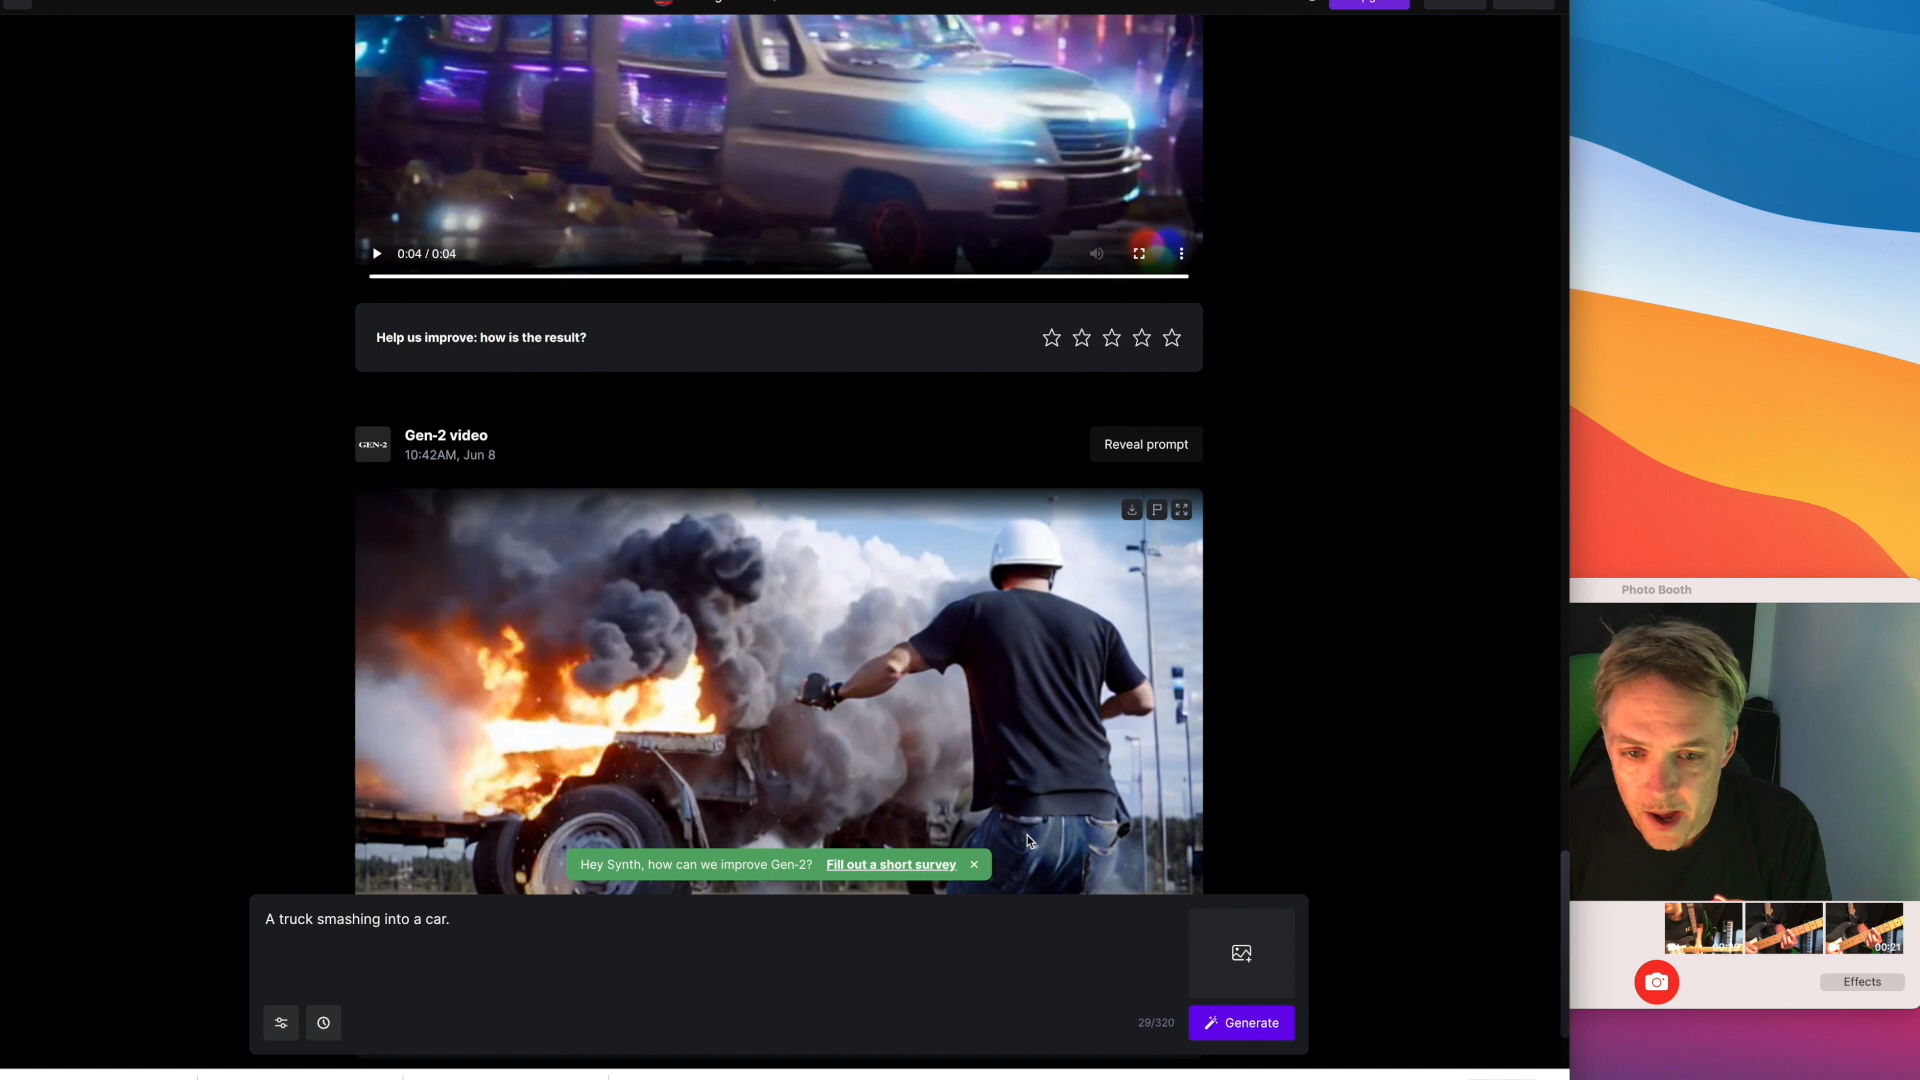 0:04 / 0:04
Help us improve: how is the result?
GEN-2
Gen-2 video
10:42AM, Jun 8
Reveal prompt
Photo Booth
Hey Synth, how can we improve Gen-2? Fill out a short survey
A truck smashing into a car.
00:21
Effects
29/320
Generate